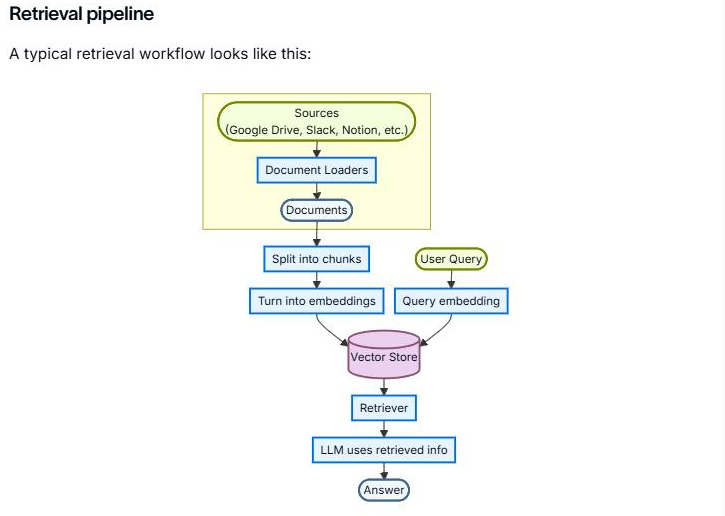 Retrieval pipeline
A typical retrieval workflow looks like this:
Sources
(Google Drive, Slack, Notion, etc.)
Document Loaders
Documents
Split into chunks
User Query
Turn into embeddings
Query embedding
Vector Store
Retriever
LLM uses retrieved info
Answer